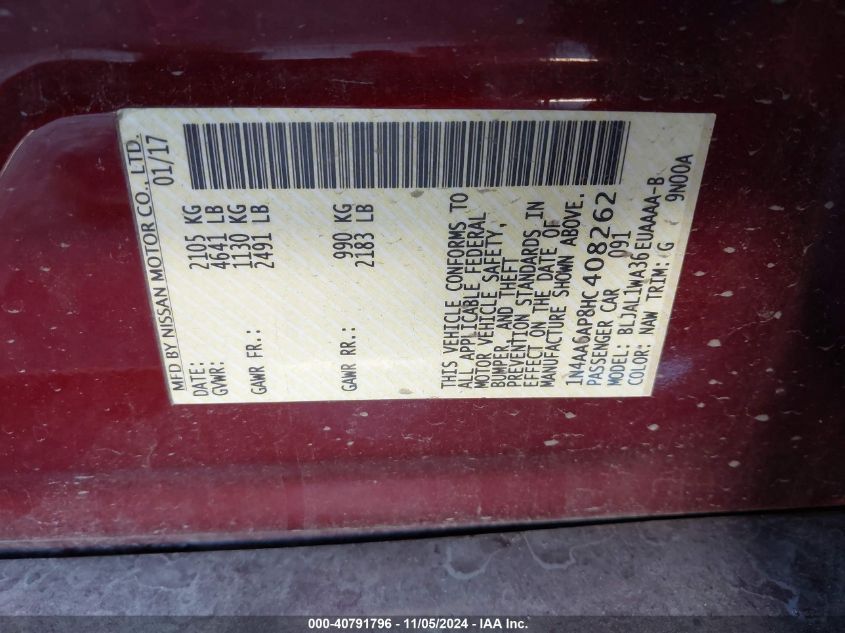 MFD BY NISSAN MOTOR CO., LTD.
DATE: 01/17
GVWR: 2105 KG
4641 LB
GAWR FR.: 1130 KG
2491 LB
GAWR RR.: 990 KG
2183 LB
THIS VEHICLE CONFORMS TO
ALL APPLICABLE FEDERAL
MOTOR VEHICLE SAFETY,
BUMPER, AND THEFT
PREVENTION STANDARDS IN
EFFECT ON THE DATE OF
MANUFACTURE SHOWN ABOVE.
1N4AA6AP8HC408262
PASSENGER CAR 091
MODEL: BLJAL1WA36EUAAAA-B
COLOR: NAW TRIM: G 9N00A
000-40791796 - 11/05/2024 - IAA Inc.